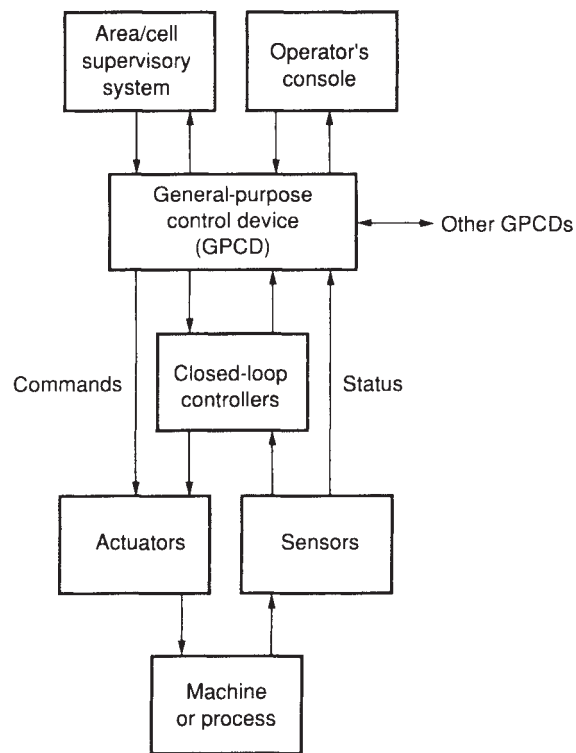 Area/cell
supervisory
system
Operator's
console
General-purpose
control device
(GPCD)
Other GPCDs
Closed-loop
controllers
Commands
Status
Actuators
Sensors
Machine
or process